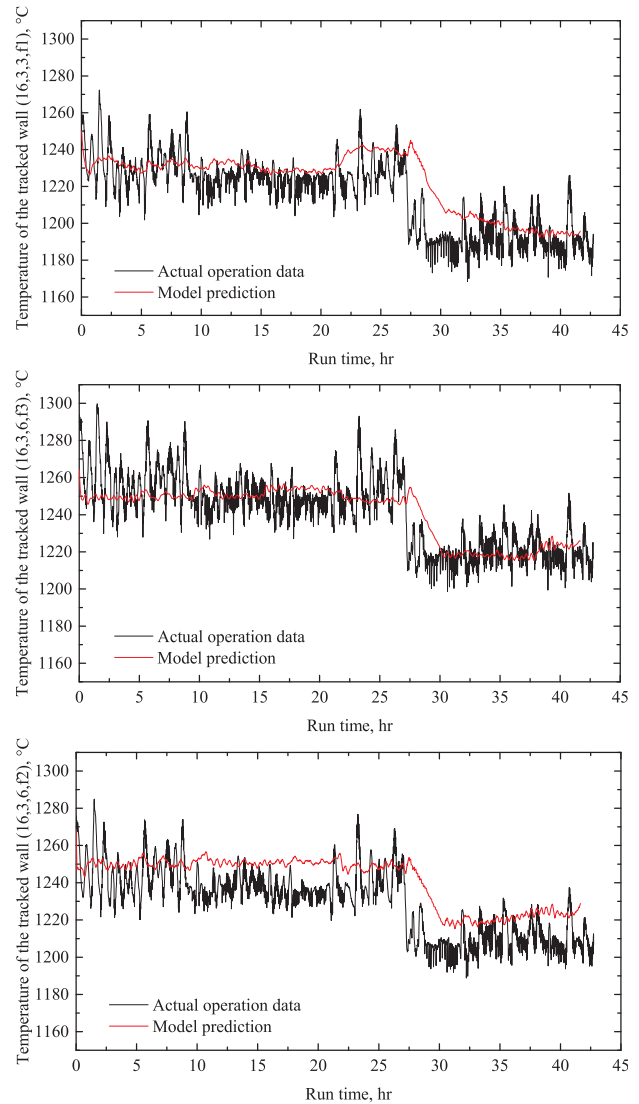 Temperature of the tracked wall (16,3,3,f1), °C
1300
1280
1260
1240
1220
1200
1180
1160
Actual operation data
Model prediction
0 5 10 15 20 25 30 35 40 45
Run time, hr
Temperature of the tracked wall (16,3,6,f3), °C
1300
1280
1260
1240
1220
1200
1180
1160
Actual operation data
Model prediction
0 5 10 15 20 25 30 35 40 45
Run time, hr
Temperature of the tracked wall (16,3,6,f2), °C
1300
1280
1260
1240
1220
1200
1180
1160
Actual operation data
Model prediction
0 5 10 15 20 25 30 35 40 45
Run time, hr